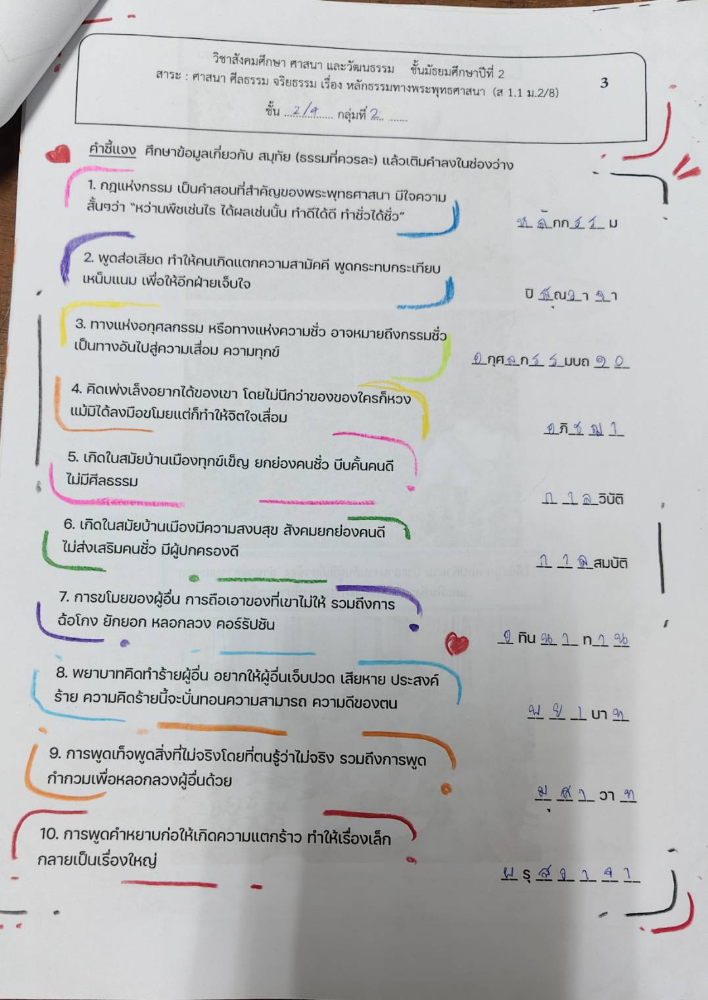 วิชาสังคมศึกษา ศาสนา และวัฒนธรรม ชั้นมัธยมศึกษาปีที่ 2
สาระ : ศาสนา ศีลธรรม จริยธรรม เรื่อง หลักธรรมทางพระพุทธศาสนา (ส 1.1 ม.2/8)
3
ชั้น 2/9 กลุ่มที่ 2
คำชี้แจง ศึกษาข้อมูลเกี่ยวกับ สมุทัย (ธรรมที่ควรละ) แล้วเติมคำลงในช่องว่าง
1. กฎแห่งกรรม เป็นคำสอนที่สำคัญของพระพุทธศาสนา มีใจความ
สั้นๆว่า “หว่านพืชเช่นไร ได้ผลเช่นนั้น ทำดีได้ดี ทำชั่วได้ชั่ว”
หลักกรรม
2. พูดส่อเสียด ทำให้คนเกิดแตกความสามัคคี พูดกระทบกระเทียบ
เหน็บแนม เพื่อให้อีกฝ่ายเจ็บใจ
ปิสุณวาจา
3. ทางแห่งอกุศลกรรม หรือทางแห่งความชั่ว อาจหมายถึงกรรมชั่ว
เป็นทางอันไปสู่ความเสื่อม ความทุกข์
อกุศลกรรมบถ ๑๐
4. คิดเพ่งเล็งอยากได้ของเขา โดยไม่นึกว่าของของใครก็หวง
แม้มิได้ลงมือขโมยแต่ก็ทำให้จิตใจเสื่อม
อภิชฌา
5. เกิดในสมัยบ้านเมืองทุกข์เข็ญ ยกย่องคนชั่ว บีบคั้นคนดี
ไม่มีศีลธรรม
กาลวิบัติ
6. เกิดในสมัยบ้านเมืองมีความสงบสุข สังคมยกย่องคนดี
ไม่ส่งเสริมคนชั่ว มีผู้ปกครองดี
กาลสมบัติ
7. การขโมยของผู้อื่น การถือเอาของที่เขาไม่ให้ รวมถึงการ
ฉ้อโกง ยักยอก หลอกลวง คอร์รัปชัน
อทินนาทาน
8. พยาบาทคิดทำร้ายผู้อื่น อยากให้ผู้อื่นเจ็บปวด เสียหาย ประสงค์
ร้าย ความคิดร้ายนี้จะบั่นทอนความสามารถ ความดีของตน
พยาบาท
9. การพูดเท็จพูดสิ่งที่ไม่จริงโดยที่ตนรู้ว่าไม่จริง รวมถึงการพูด
กำกวมเพื่อหลอกลวงผู้อื่นด้วย
มุสาวาท
10. การพูดคำหยาบก่อให้เกิดความแตกร้าว ทำให้เรื่องเล็ก
กลายเป็นเรื่องใหญ่
ผรุสวาจา